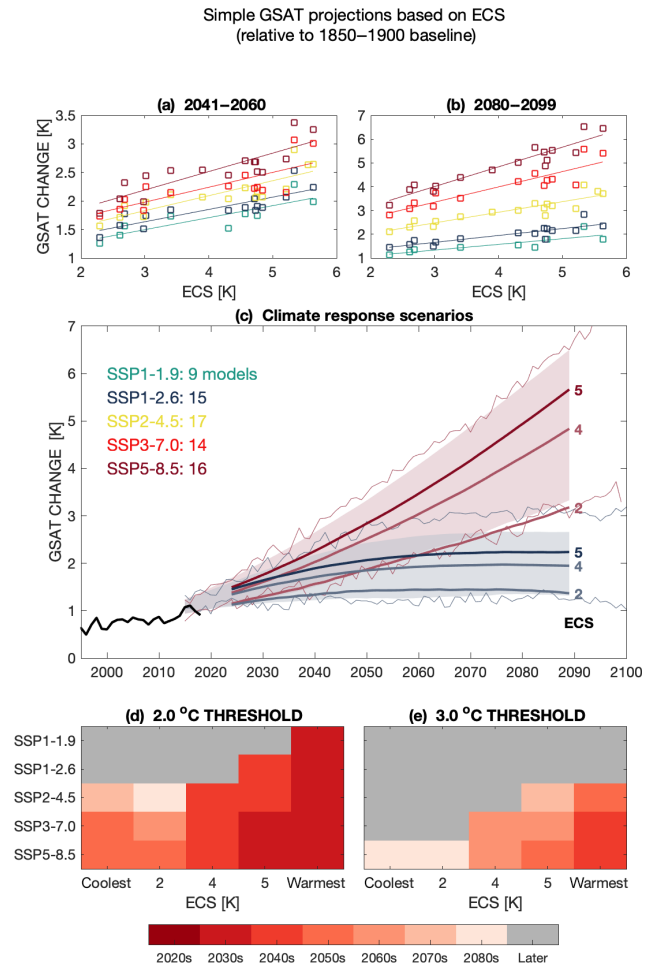 Simple GSAT projections based on ECS
(relative to 1850−1900 baseline)
(a) 2041−2060
(b) 2080−2099
GSAT CHANGE [K]
3.5
3
2.5
2
1.5
1
7
6
5
4
3
2
1
2 3 4 5 6
2 3 4 5 6
ECS [K]
ECS [K]
(c) Climate response scenarios
GSAT CHANGE [K]
7
6
5
4
3
2
1
0
SSP1-1.9: 9 models
SSP1-2.6: 15
SSP2-4.5: 17
SSP3-7.0: 14
SSP5-8.5: 16
5
4
2
5
4
2
ECS
2000 2010 2020 2030 2040 2050 2060 2070 2080 2090 2100
(d) 2.0 °C THRESHOLD
(e) 3.0 °C THRESHOLD
SSP1-1.9
SSP1-2.6
SSP2-4.5
SSP3-7.0
SSP5-8.5
Coolest 2 4 5 Warmest
Coolest 2 4 5 Warmest
ECS [K]
ECS [K]
2020s 2030s 2040s 2050s 2060s 2070s 2080s Later